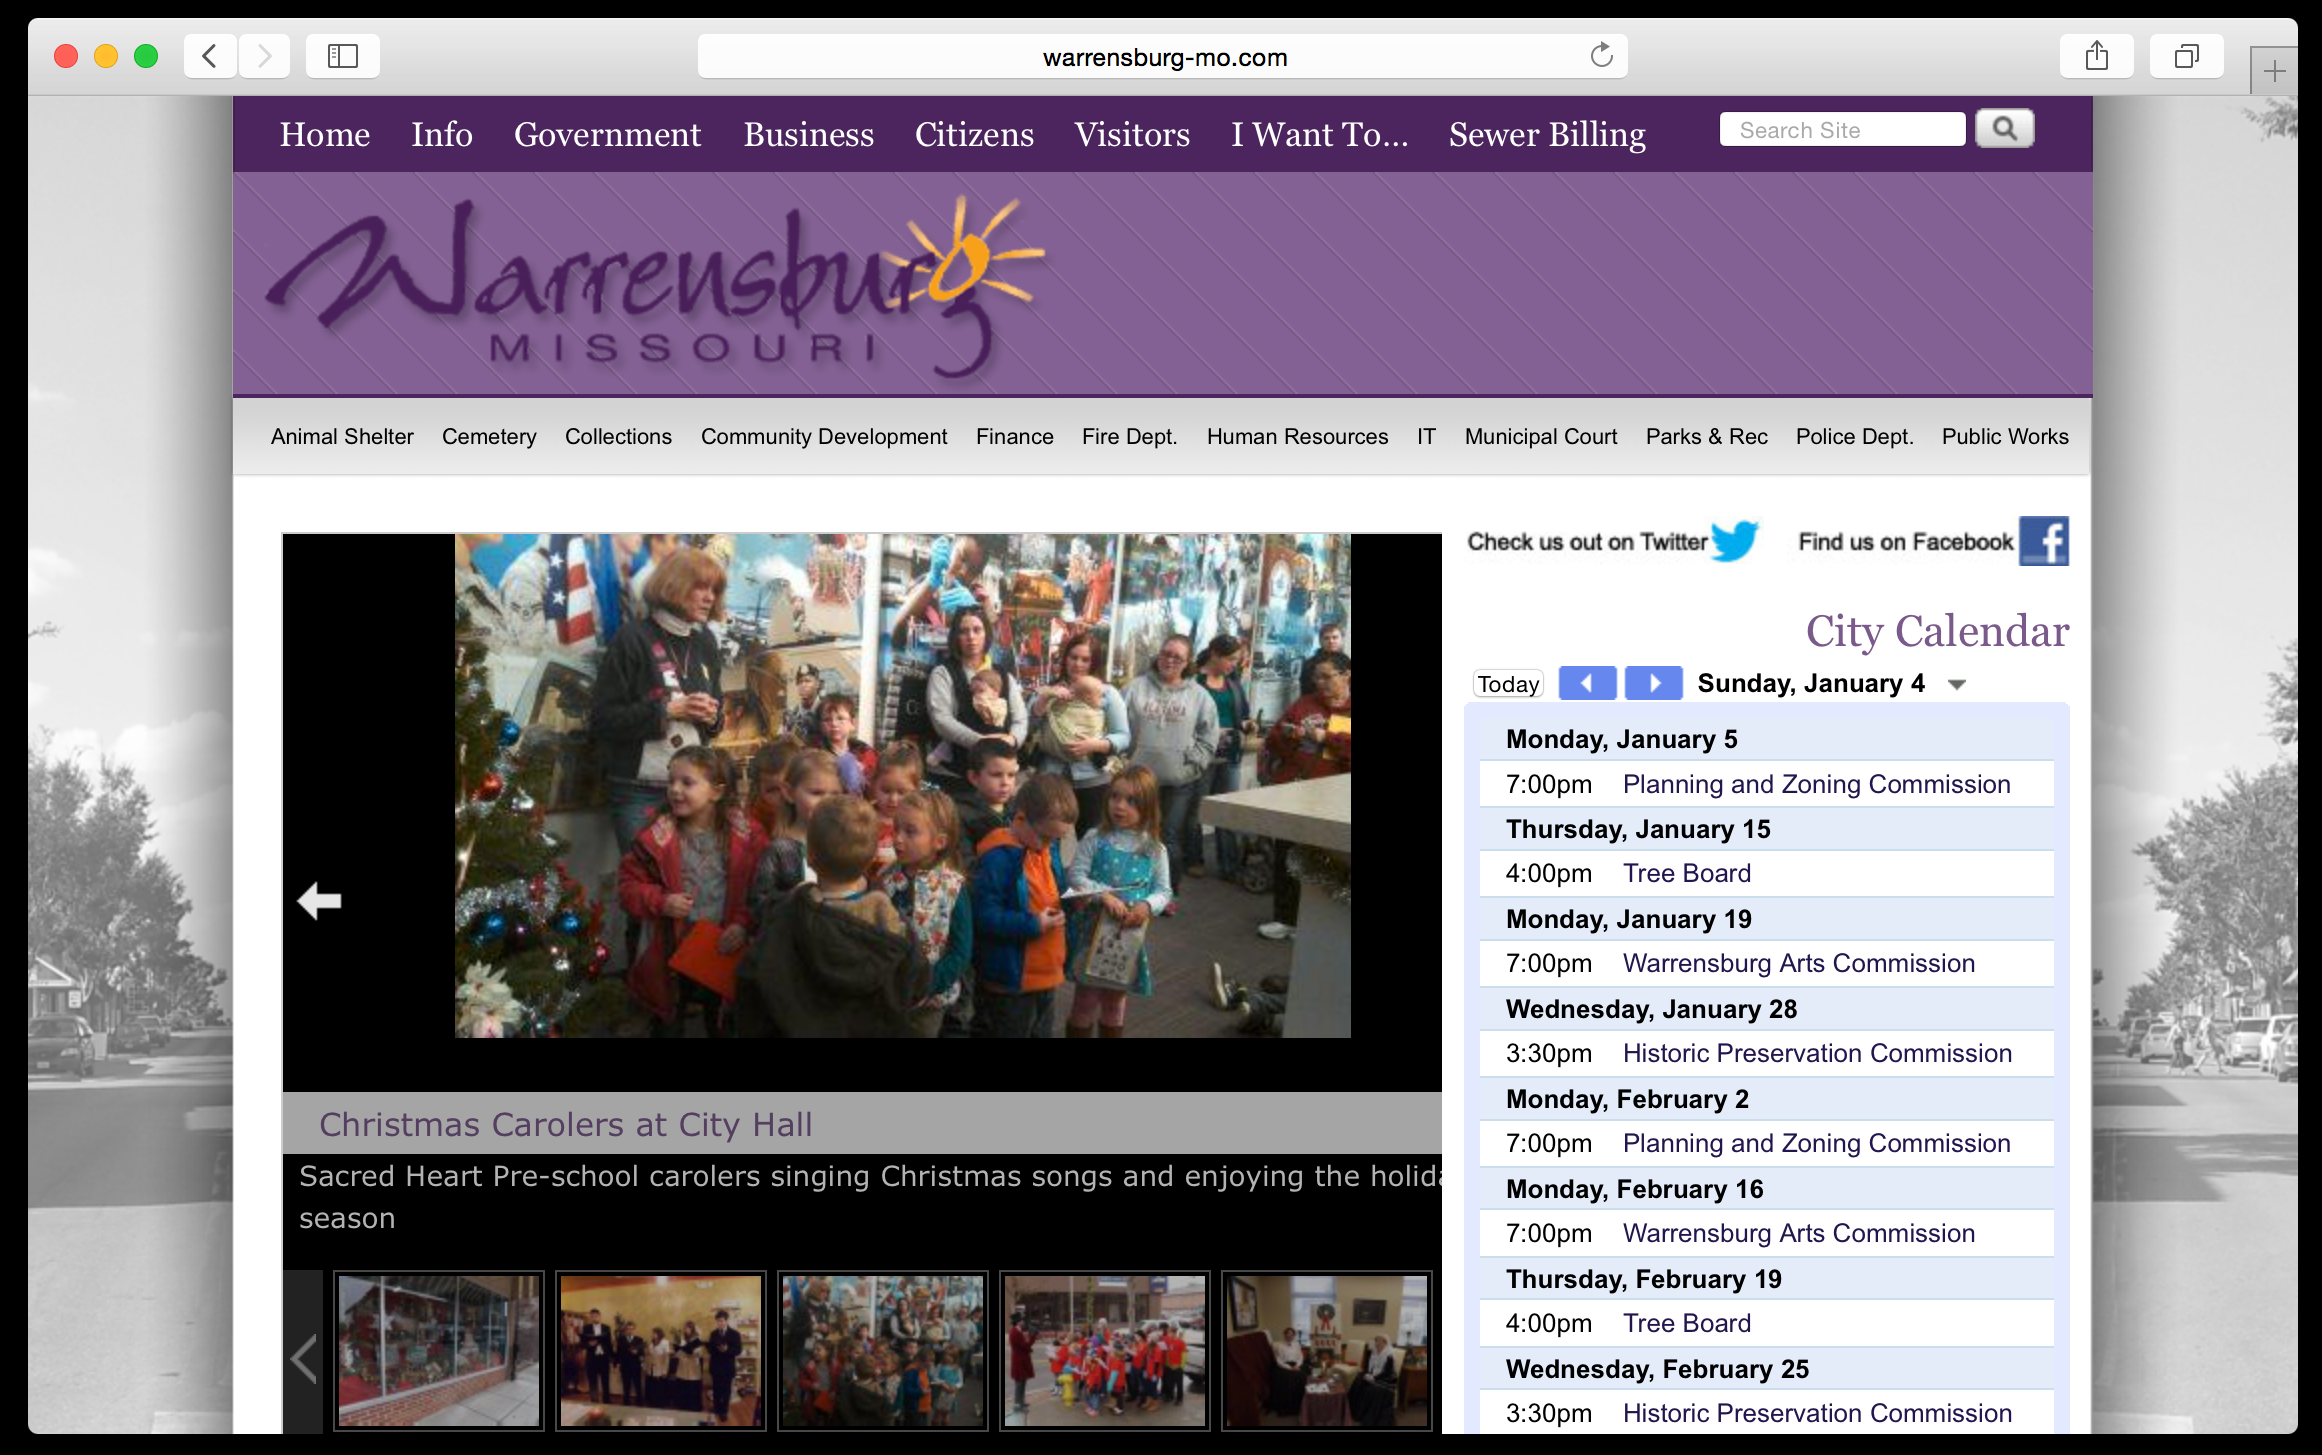 warrensburg-mo.com
Home Info Government Business Citizens Visitors I Want To... Sewer Billing Search Site
Warrensburg
MISSOURI
Animal Shelter Cemetery Collections Community Development Finance Fire Dept. Human Resources IT Municipal Court Parks & Rec Police Dept. Public Works
Check us out on Twitter Find us on Facebook f
Christmas Carolers at City Hall
Sacred Heart Pre-school carolers singing Christmas songs and enjoying the holida
season
City Calendar
Today Sunday, January 4
Monday, January 5
7:00pm Planning and Zoning Commission
Thursday, January 15
4:00pm Tree Board
Monday, January 19
7:00pm Warrensburg Arts Commission
Wednesday, January 28
3:30pm Historic Preservation Commission
Monday, February 2
7:00pm Planning and Zoning Commission
Monday, February 16
7:00pm Warrensburg Arts Commission
Thursday, February 19
4:00pm Tree Board
Wednesday, February 25
3:30pm Historic Preservation Commission